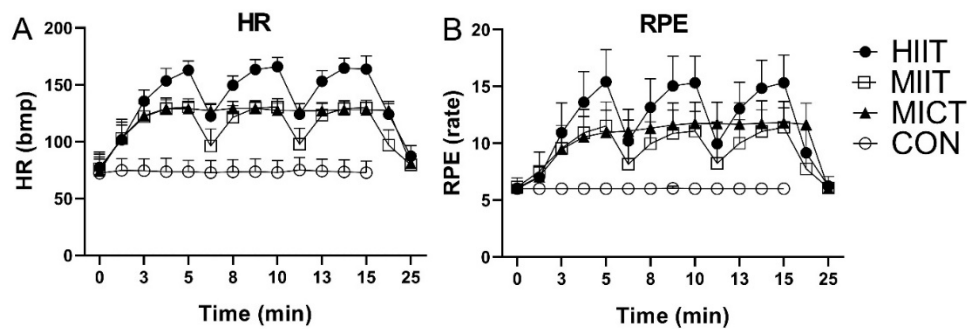 A
HR
HR (bmp)
200
150
100
50
0
0 3 5 8 10 13 15 25
Time (min)
B
RPE
RPE (rate)
20
15
10
5
0
0 3 5 8 10 13 15 25
Time (min)
HIIT
MIIT
MICT
CON